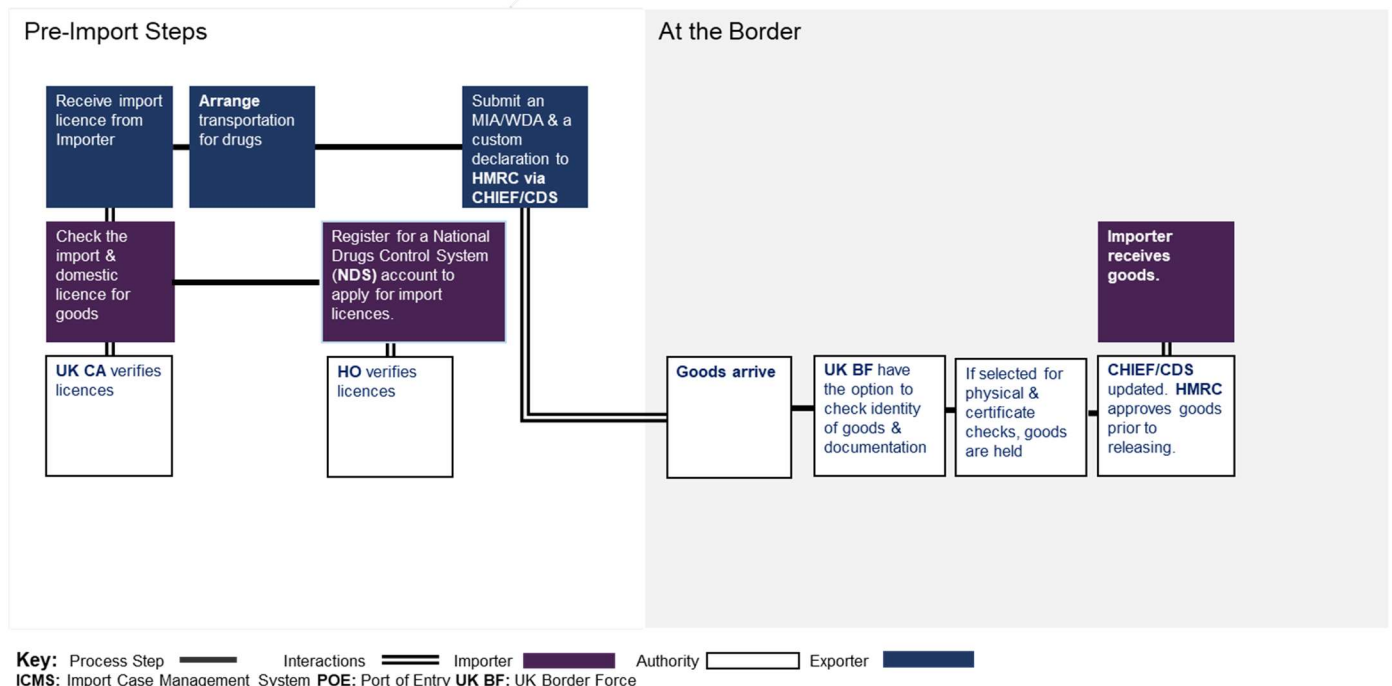 Pre-Import Steps
At the Border
Receive import
licence from
Importer
Arrange
transportation
for drugs
Submit an
MIA/WDA & a
custom
declaration to
HMRC via
CHIEF/CDS
Check the
import &
domestic
licence for
goods
Register for a National
Drugs Control System
(NDS) account to
apply for import
licences.
Importer
receives
goods.
UK CA verifies
licences
HO verifies
licences
Goods arrive
UK BF have
the option to
check identity
of goods &
documentation
If selected for
physical &
certificate
checks, goods
are held
CHIEF/CDS
updated. HMRC
approves goods
prior to
releasing.
Key: Process Step Interactions Importer Authority Exporter
ICMS: Import Case Management System POE: Port of Entry UK BF: UK Border Force